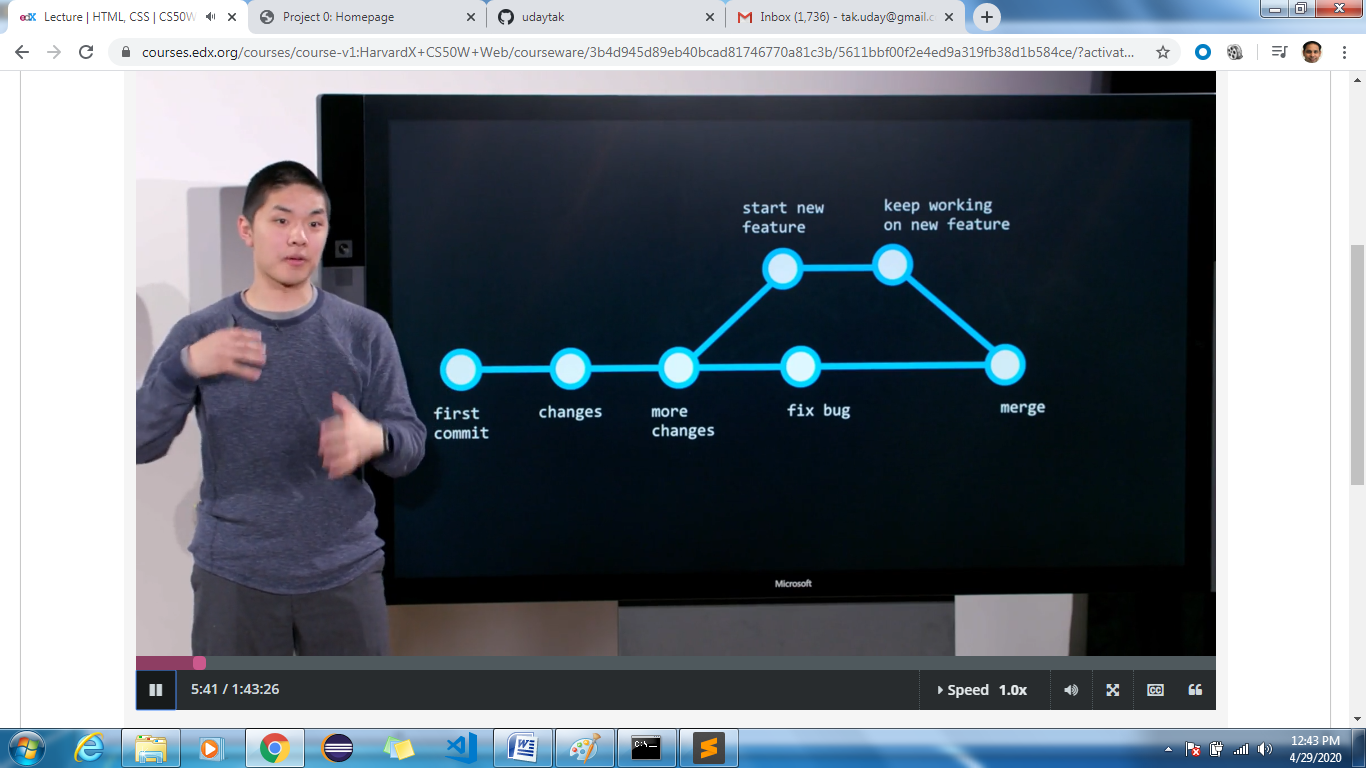 Lecture | HTML, CSS | CS50W
Project 0: Homepage
udaytak
Inbox (1,736) - tak.uday@gmail.c
courses.edx.org/courses/course-v1:HarvardX+CS50W+Web/courseware/3b4d945d89eb40bcad81746770a81c3b/5611bbf00f2e4ed9a319fb38d1b584ce/?activat...
start new
feature
keep working
on new feature
first
commit
changes
more
changes
fix bug
merge
Microsoft
5:41 / 1:43:26
Speed 1.0x
12:43 PM
4/29/2020